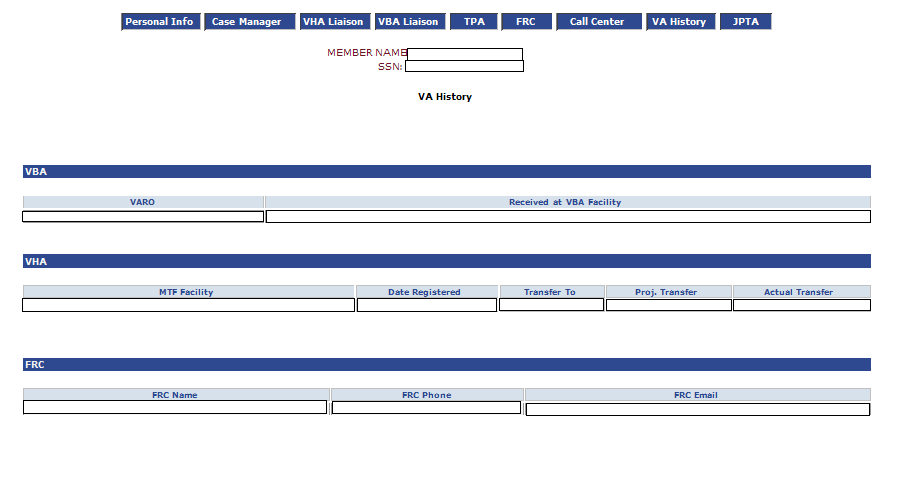 Personal Info Case Manager VHA Liaison VBA Liaison TPA FRC Call Center VA History JPTA
MEMBER NAME
SSN:
VA History
VBA
VARO Received at VBA Facility
VHA
MTF Facility Date Registered Transfer To Proj. Transfer Actual Transfer
FRC
FRC Name FRC Phone FRC Email